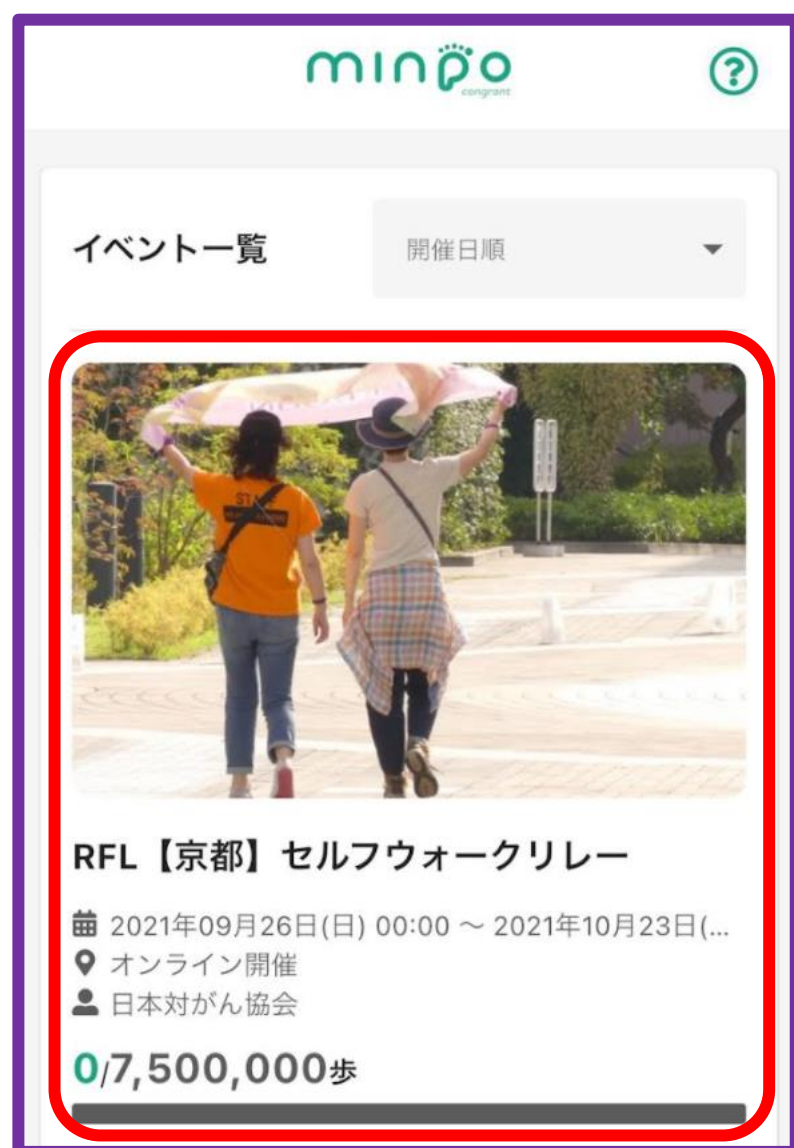 minpo
congrant
?
イベント一覧
開催日順
STA
RFL【京都】セルフウォークリレー
2021年09月26日(日) 00:00 ~ 2021年10月23日(...
オンライン開催
日本対がん協会
0/7,500,000歩